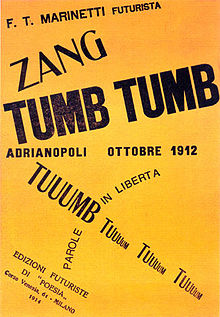 F. T. MARINETTI FUTURISTA
ZANG
TUMB TUMB
ADRIANOPOLI OTTOBRE 1912
TUUUMB
IN LIBERTA
PAROLE
TUUUum TUUUum TUUUum
EDIZIONI FUTURISTE
DI "POESIA"
Corso Venezia, 61 - MILANO
1914